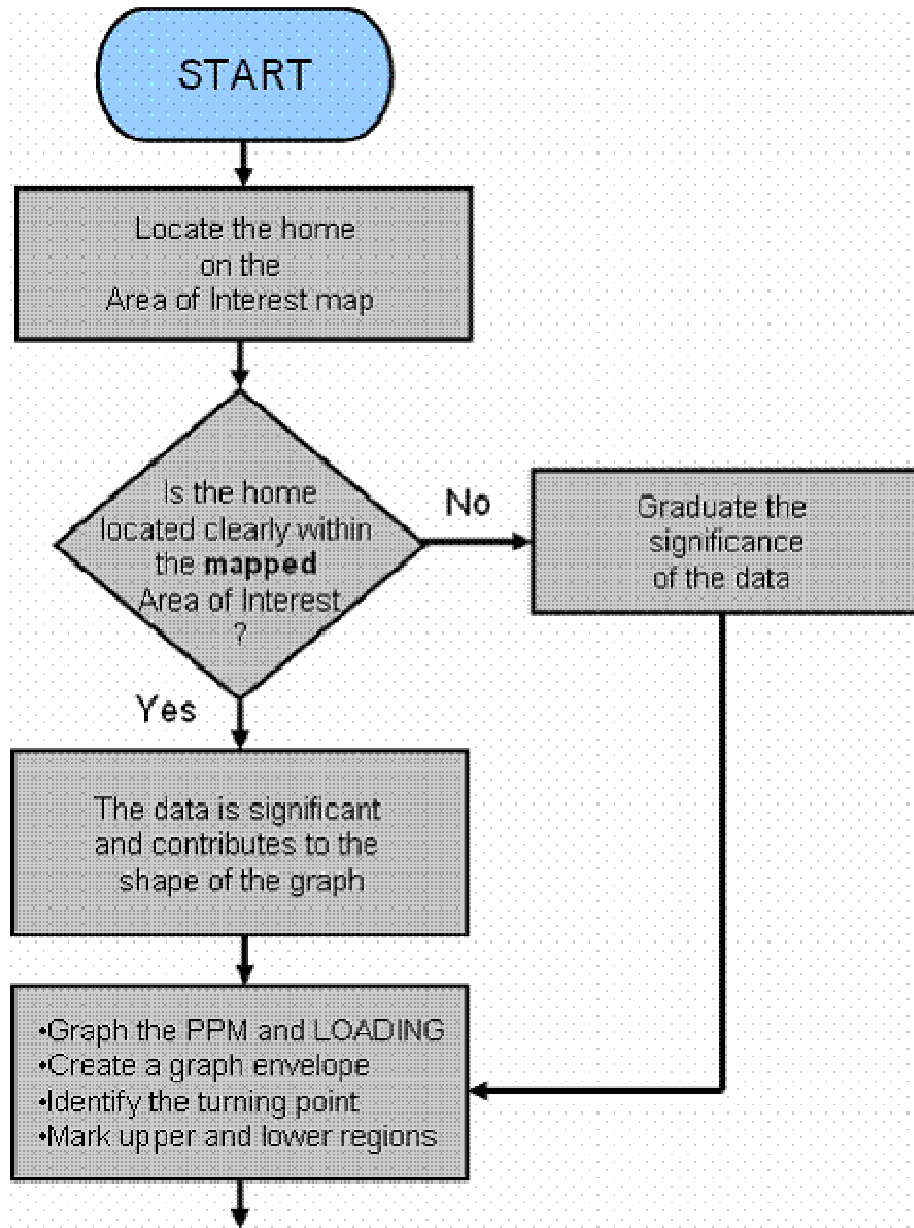 START
Locate the home
on the
Area of Interest map
Is the home
located clearly within
the mapped
Area of Interest
?
No
Graduate the
significance
of the data
Yes
The data is significant
and contributes to the
shape of the graph
•Graph the PPM and LOADING
•Create a graph envelope
•Identify the turning point
•Mark upper and lower regions